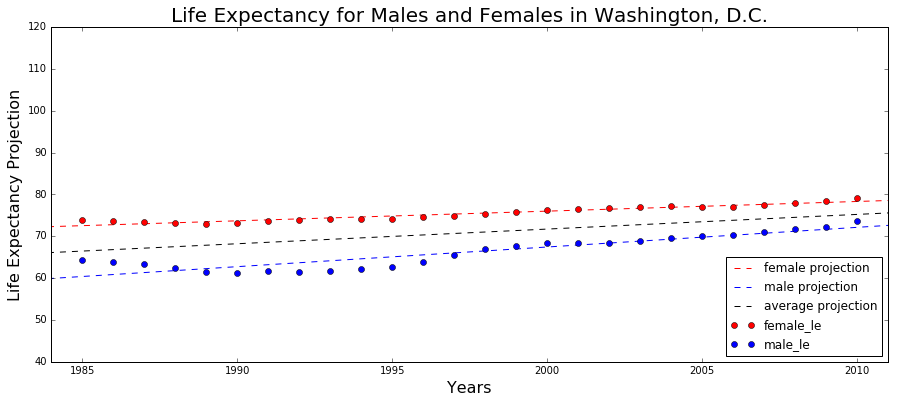 Life Expectancy for Males and Females in Washington, D.C.
Life Expectancy Projection
120
110
100
90
80
70
60
50
40
female projection
male projection
average projection
female_le
male_le
1985
1990
1995
2000
2005
2010
Years